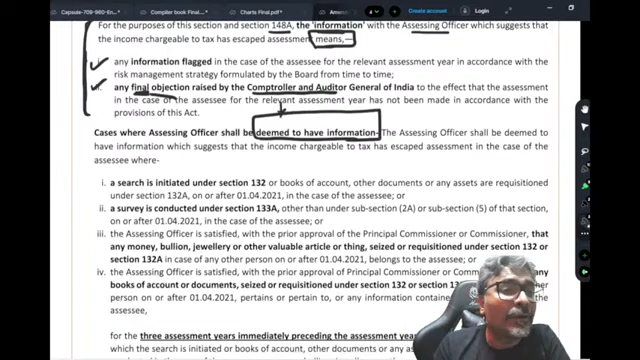 Capsule-709-980-En
Compiler book Final
Charts Final.pdf
Create
Sign in
For the purposes of this section and section 148A, the 'information' with the Assessing Officer which suggests that
the income chargeable to tax has escaped assessment means,—
any information flagged in the case of the assessee for the relevant assessment year in accordance with the
risk management strategy formulated by the Board from time to time;
any final objection raised by the Comptroller and Auditor General of India to the effect that the assessment
in the case of the assessee for the relevant assessment year has not been made in accordance with the
provisions of this Act.
Cases where Assessing Officer shall be deemed to have information- The Assessing Officer shall be deemed to
have information which suggests that the income chargeable to tax has escaped assessment in the case of the
assessee where-
i. a search is initiated under section 132 or books of account, other documents or any assets are requisitioned
under section 132A, on or after 01.04.2021, in the case of the assessee; or
ii. a survey is conducted under section 133A, other than under sub-section (2A) or sub-section (5) of that section,
on or after 01.04.2021, in the case of the assessee; or
iii. the Assessing Officer is satisfied, with the prior approval of the Principal Commissioner or Commissioner, that
that any money, bullion, jewellery or other valuable article or thing, seized or requisitioned under section 132 or
section 132A in case of any other person on or after 01.04.2021, belongs to the assessee; or
iv. the Assessing Officer is satisfied, with the prior approval of Principal Commissioner or Commi any
books of account or documents, seized or requisitioned under section 132 or section 13
person on or after 01.04.2021, pertains or pertain to, or any information containe
the assessee,
for the three assessment years immediately preceding the assessment year
which the search is initiated or books of account, other documents